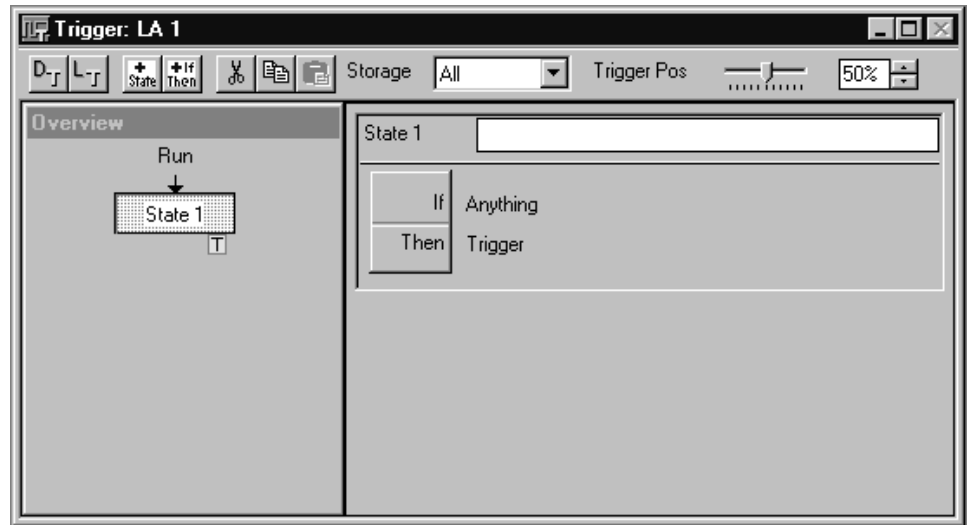 Trigger: LA 1
D L + State + If Then Storage All Trigger Pos 50%
Overview
Run
State 1
T
State 1
If Anything
Then Trigger